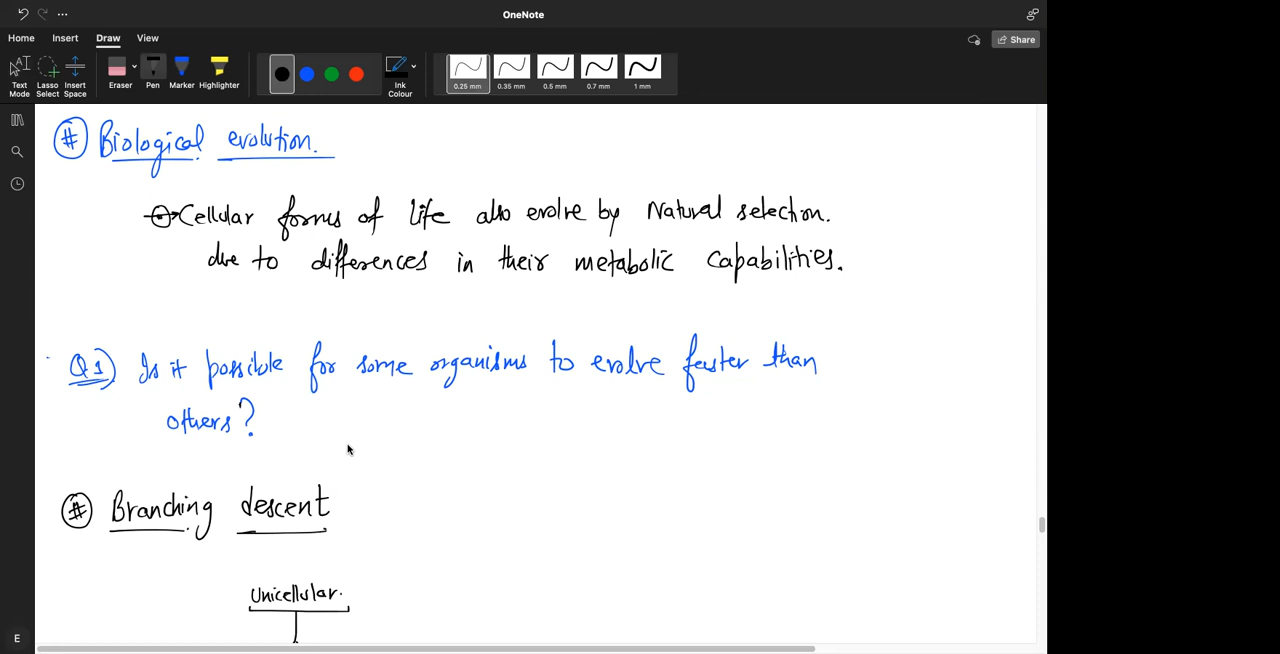 OneNote
Home Insert Draw View
Share
Text Mode
Lasso Select
Insert Space
Eraser
Pen
Marker
Highlighter
Ink Colour
0.25 mm
0.35 mm
0.5 mm
0.7 mm
1 mm
# Biological evolution.
Cellular forms of life also evolve by Natural selection.
due to differences in their metabolic capabilities.
Q1) Is it possible for some organisms to evolve faster than
others?
# Branching descent
Unicellular.
E